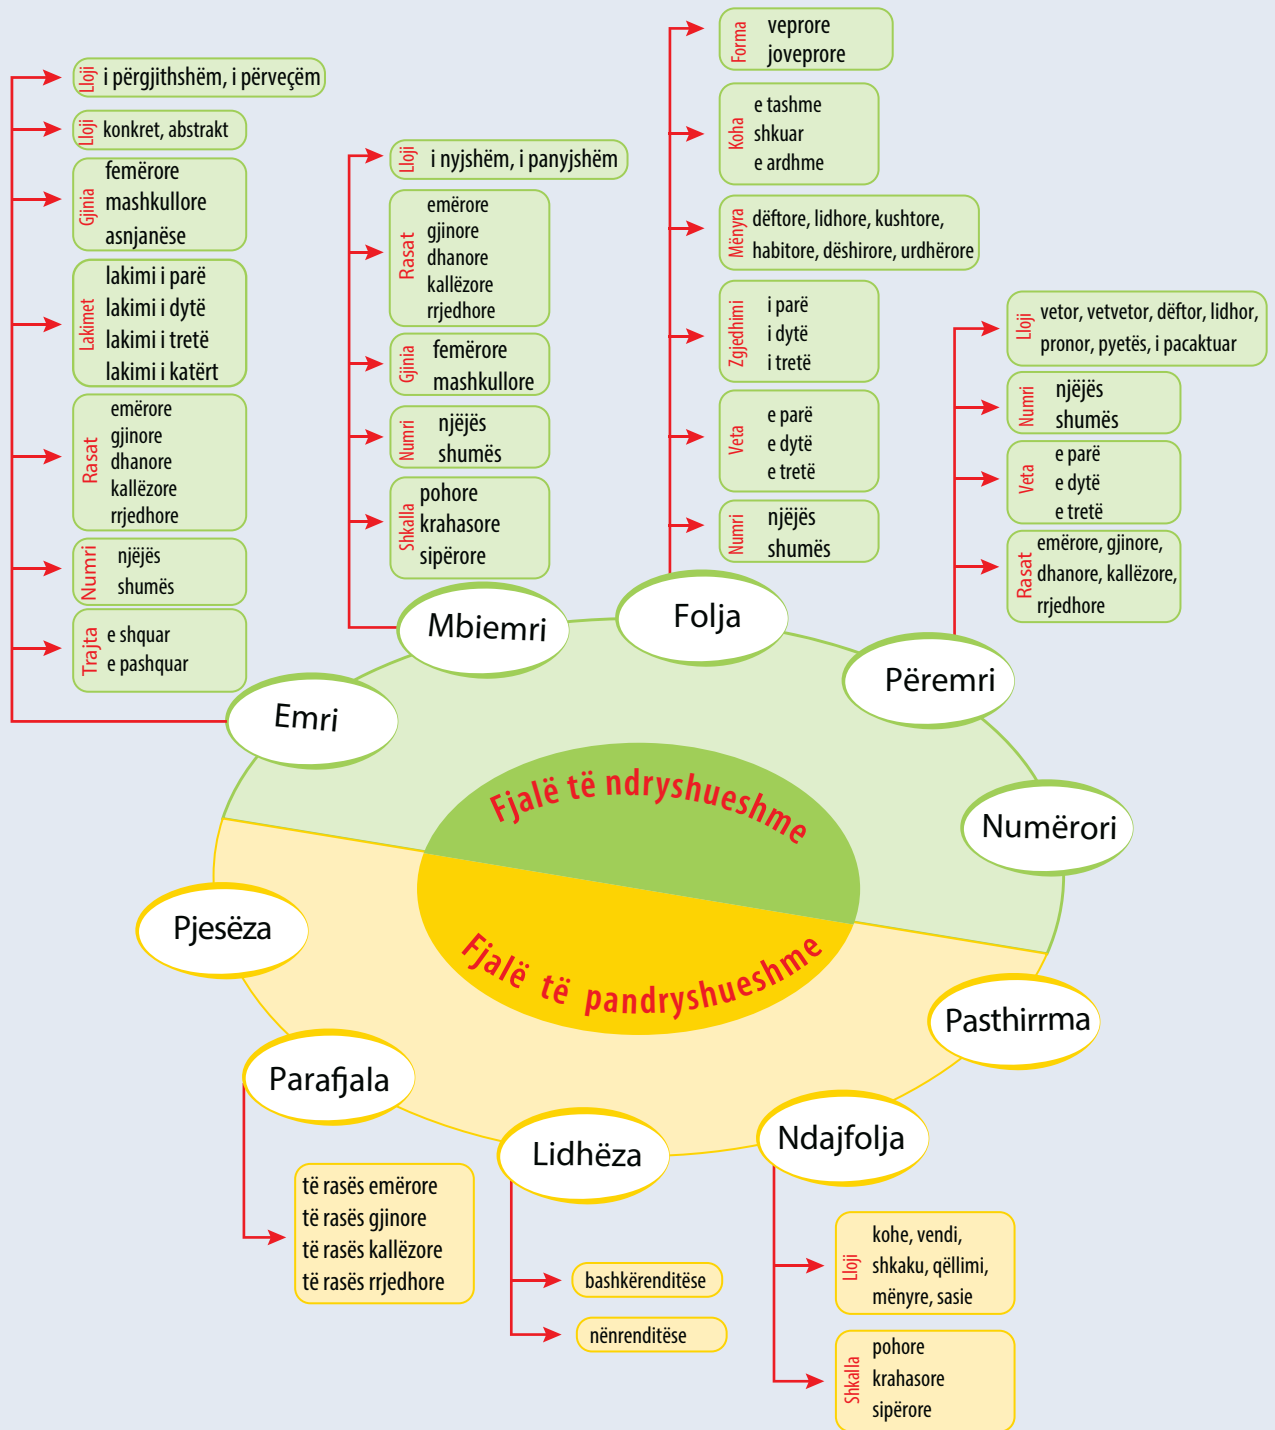 Lloji
i përgjithshëm, i përveçëm
Lloji
konkret, abstrakt
Gjinia
femërore
mashkullore
asnjanëse
Lakimet
lakimi i parë
lakimi i dytë
lakimi i tretë
lakimi i katërt
Rasat
emërore
gjinore
dhanore
kallëzore
rrjedhore
Numri
njëjës
shumës
Trajta
e shquar
e pashquar
Emri
Lloji
i nyjshëm, i panyjshëm
Rasat
emërore
gjinore
dhanore
kallëzore
rrjedhore
Gjinia
femërore
mashkullore
Numri
njëjës
shumës
Shkalla
pohore
krahasore
sipërore
Mbiemri
Forma
veprore
joveprore
Koha
e tashme
shkuar
e ardhme
Mënyra
dëftore, lidhore, kushtore,
habitore, dëshirore, urdhërore
Zgjedhimi
i parë
i dytë
i tretë
Veta
e parë
e dytë
e tretë
Numri
njëjës
shumës
Folja
Lloji
vetor, vetvetor, dëftor, lidhor,
pronor, pyetës, i pacaktuar
Numri
njëjës
shumës
Veta
e parë
e dytë
e tretë
Rasat
emërore, gjinore,
dhanore, kallëzore,
rrjedhore
Përemri
Numërori
Fjalë të ndryshueshme
Fjalë të pandryshueshme
Pjesëza
Pasthirrma
Parafjala
të rasës emërore
të rasës gjinore
të rasës kallëzore
të rasës rrjedhore
Lidhëza
bashkërenditëse
nënrenditëse
Ndajfolja
Lloji
kohe, vendi,
shkaku, qëllimi,
mënyre, sasie
Shkalla
pohore
krahasore
sipërore